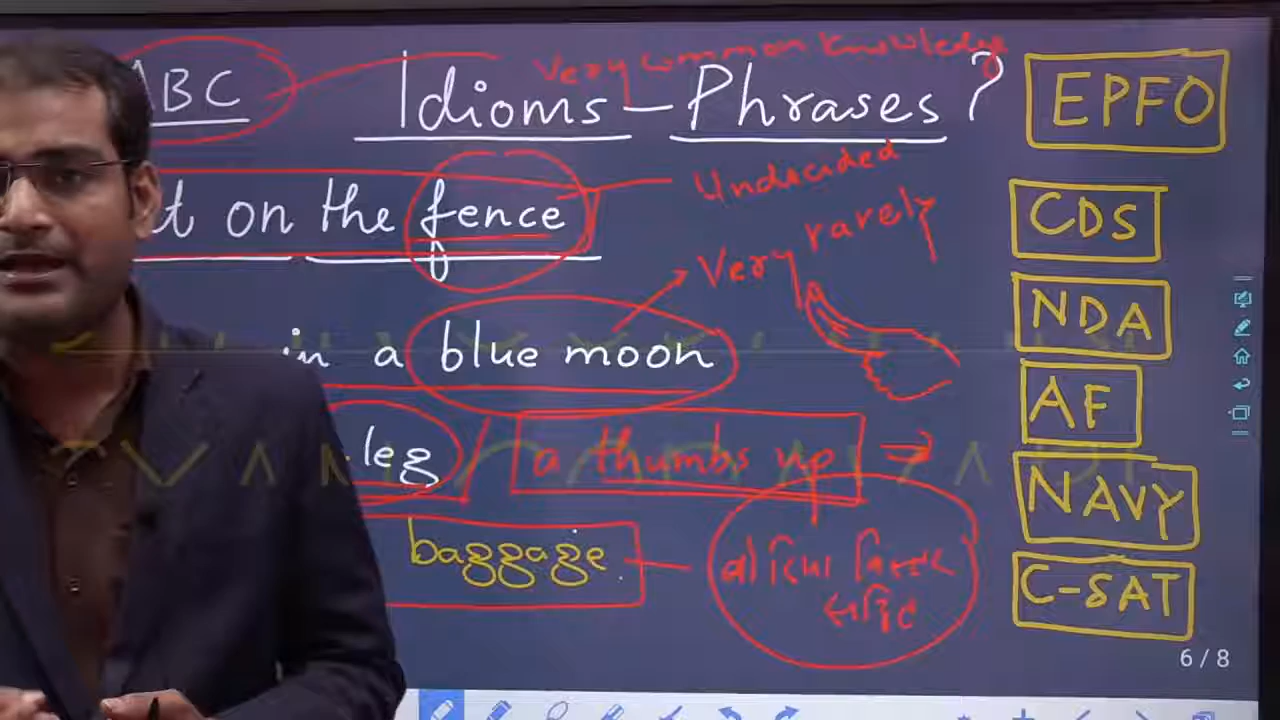 ABC
Very common knowledge
Idioms – Phrases ?
EPFO
t on the fence
Undecided
CDS
Very rarely
NDA
in a blue moon
AF
leg / a thumbs up →
NAVY
baggage.
C-SAT
6 / 8